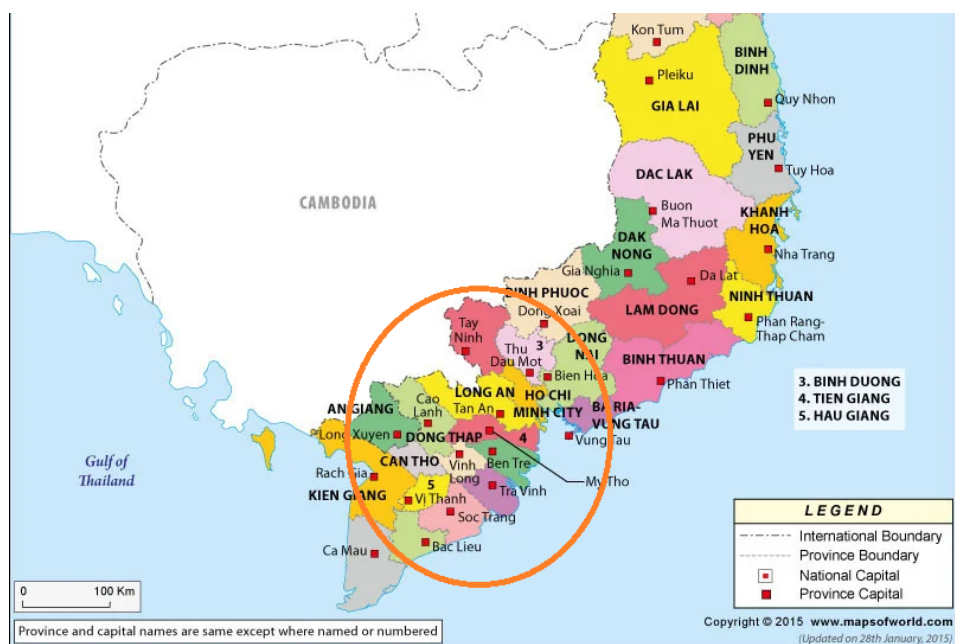 Kon Tum
BINH
DINH
Pleiku
GIA LAI
Quy Nhon
PHU
YEN
Tuy Hoa
DAC LAK
CAMBODIA
Buon
Ma Thuot
KHANH
HOA
DAK
NONG
Nha Trang
Gia Nghia
Da Lat
BINH PHUOC
Dong Xoai
LAM DONG
NINH THUAN
Phan Rang-
Thap Cham
Tay
Ninh
3
Thu
Dau Mot
DONG
NAI
BINH THUAN
Bien Hoa
Phan Thiet
LONG AN
HO CHI
MINH CITY
Tan An
BA RIA-
VUNG TAU
Vung Tau
AN GIANG
Cao
Lanh
Long Xuyen
DONG THAP
4
Gulf of
Thailand
CAN THO
Vinh
Long
Ben Tre
My Tho
Rach Gia
KIEN GIANG
5
Vị Thanh
Tra Vinh
Soc Trang
Ca Mau
Bac Lieu
3. BINH DUONG
4. TIEN GIANG
5. HAU GIANG
LEGEND
International Boundary
Province Boundary
National Capital
Province Capital
0 100 Km
Province and capital names are same except where named or numbered
Copyright © 2015 www.mapsofworld.com
(Updated on 28th January, 2015)